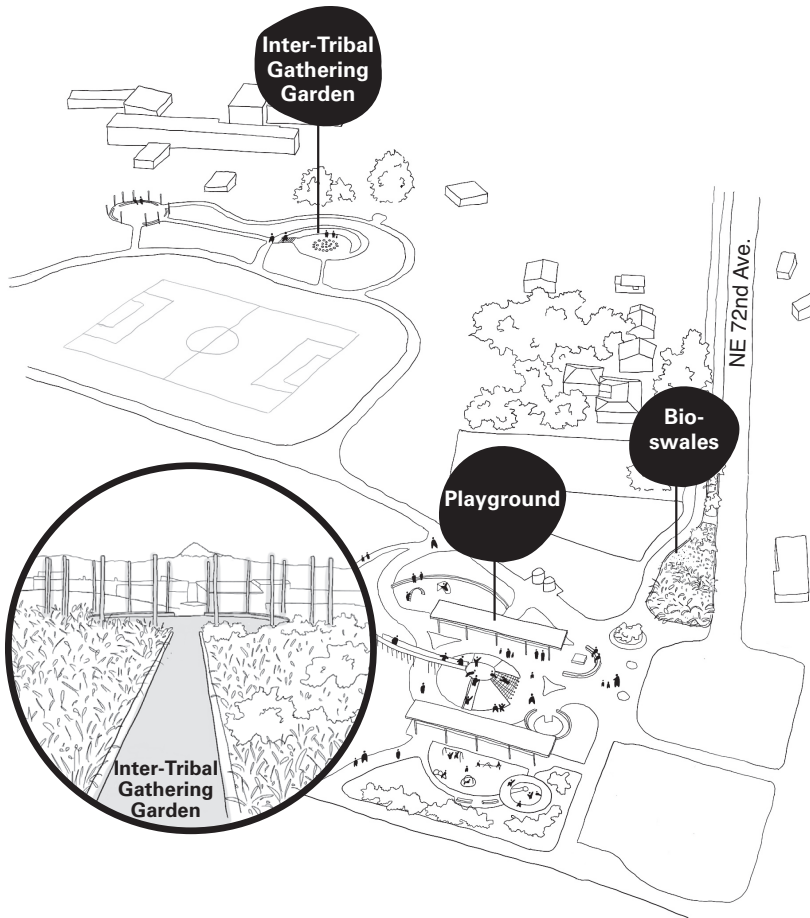 Inter-Tribal
Gathering
Garden
NE 72nd Ave.
Bio-
swales
Playground
Inter-Tribal
Gathering
Garden